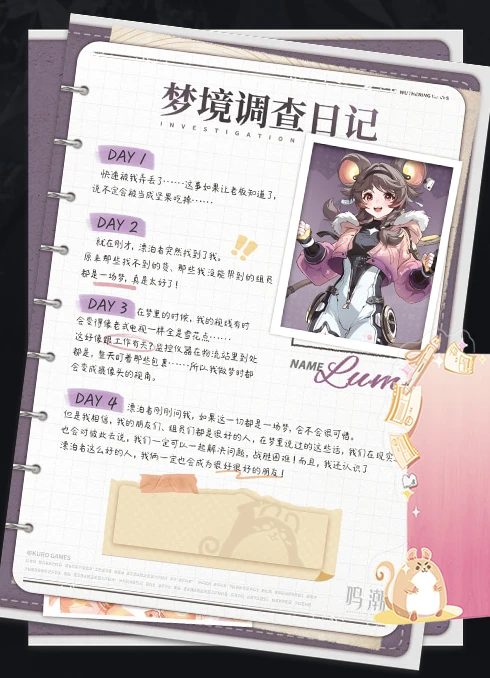 梦境调查日记
INVESTIGATION
DAY 1
快递被我弄丢了……这事如果让老板知道了,
说不定会被当成坚果吃掉……
DAY 2
就在刚才,漂泊者突然找到了我。
原来那些找不到的货、那些我没能帮到的组员
都是一场梦,真是太好了!
DAY 3 在梦里的时候,我的视线有时
会变得像老式电视一样全是雪花点……
这好像跟工作有关?监控仪器在物流站里到处
都是,整天盯着那些包裹……所以我做梦时都
会变成摄像头的视角。
DAY 4 漂泊者刚刚问我,如果这一切都是一场梦,会不会很可惜。
但是我相信,我的朋友们、组员们都是很好的人,在梦里说过的这些话,我们在现实
也会对彼此去说,我们一定可以一起解决问题,战胜困难!而且,我还认识了
漂泊者这么好的人,我俩一定也会成为很好很好的朋友!
NAME Lum
©KURO GAMES
鸣潮